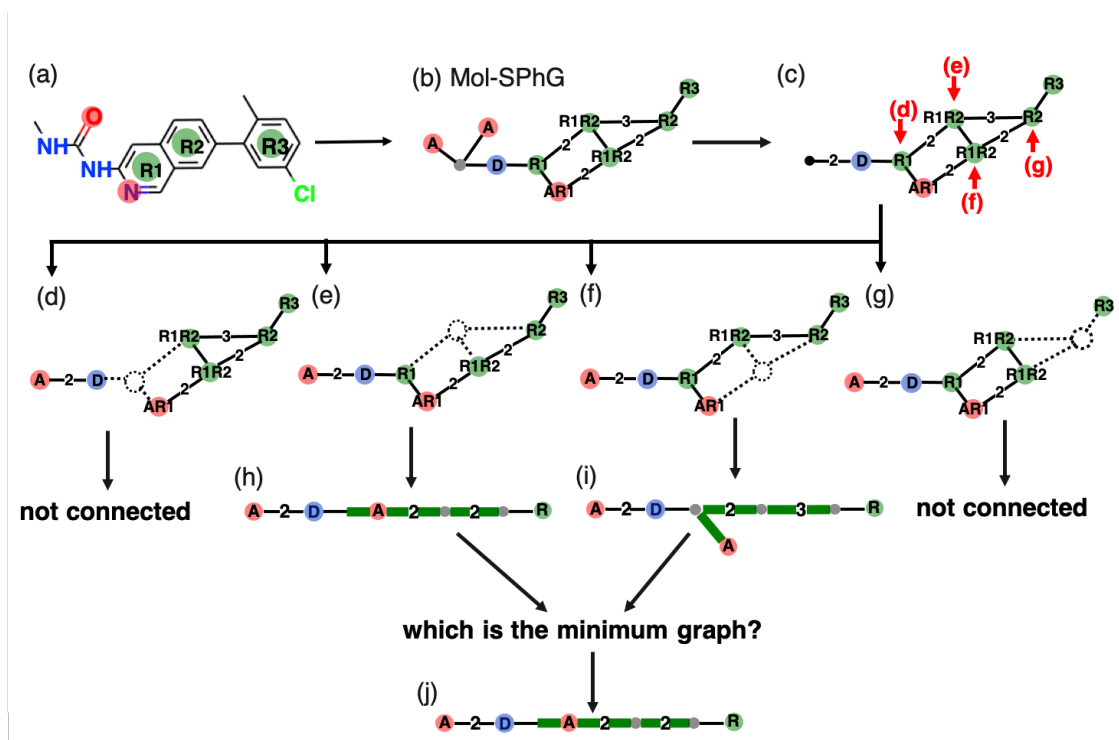 (a)
O
NH
NH
N
R1
R2
R3
Cl
(b) Mol-SPhG
A
A
D
R1
AR1
2
2
R1R2
R1R2
3
2
R2
R3
(c)
(d)
(e)
(f)
(g)
2
D
R1
AR1
2
2
R1R2
R1R2
3
2
R2
R3
(d)
A
2
D
AR1
2
R1R2
R1R2
3
2
R2
R3
not connected
(e)
A
2
D
R1
AR1
2
R1R2
2
R2
R3
(f)
A
2
D
R1
AR1
2
R1R2
3
R2
R3
(g)
A
2
D
R1
AR1
2
2
R1R2
R1R2
R3
not connected
(h)
A
2
D
A
2
2
R
(i)
A
2
D
2
3
R
A
which is the minimum graph?
(j)
A
2
D
A
2
2
R